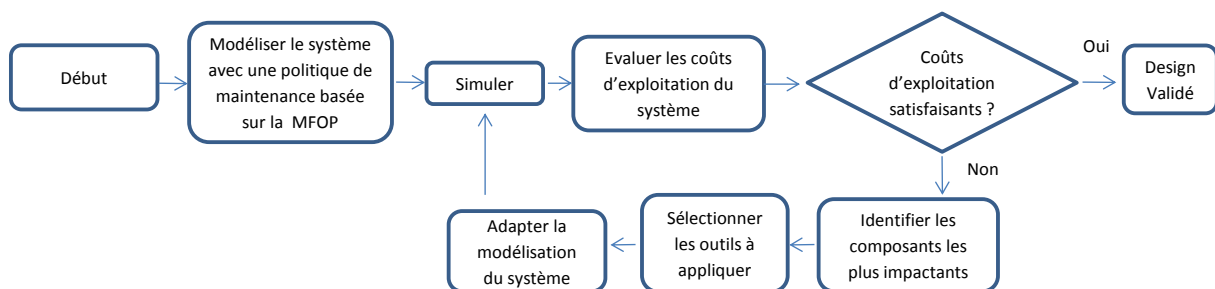 Début
Modéliser le système
avec une politique de
maintenance basée
sur la MFOP
Simuler
Evaluer les coûts
d’exploitation du
système
Coûts
d’exploitation
satisfaisants ?
Oui
Design
Validé
Non
Identifier les
composants les
plus impactants
Sélectionner
les outils à
appliquer
Adapter la
modélisation
du système